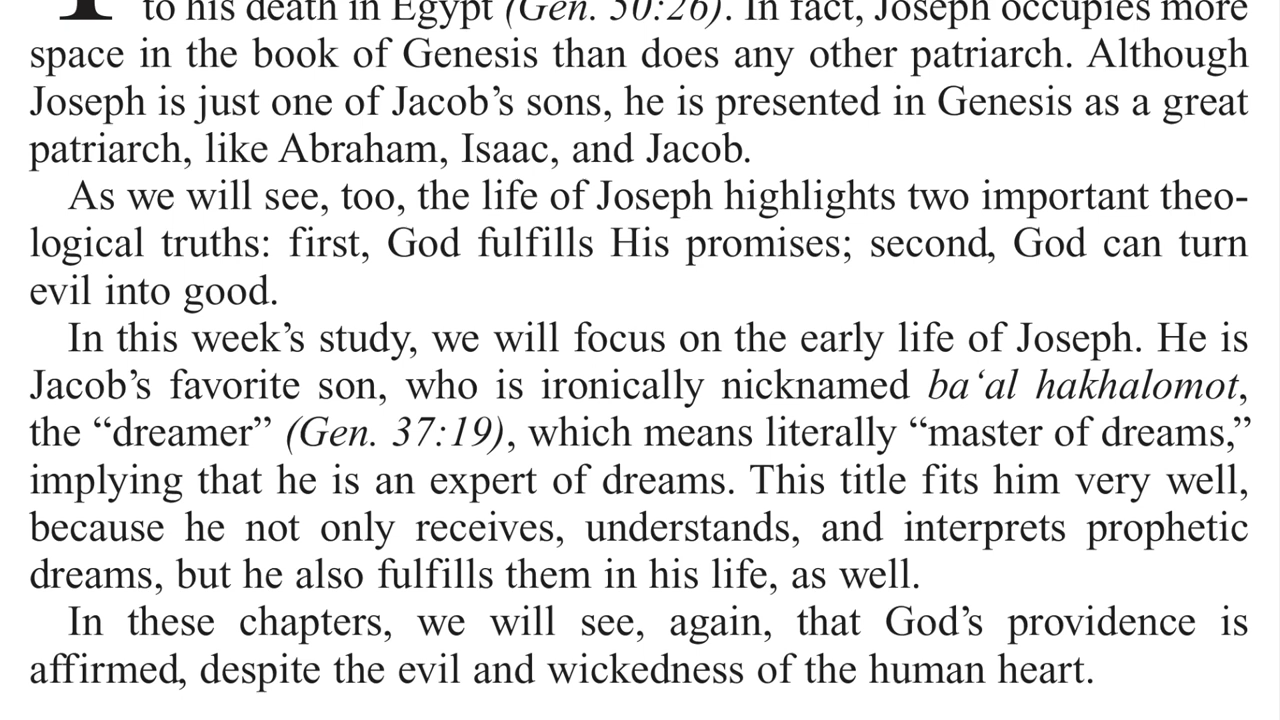 to his death in Egypt (Gen. 50:26). In fact, Joseph occupies more
space in the book of Genesis than does any other patriarch. Although
Joseph is just one of Jacob’s sons, he is presented in Genesis as a great
patriarch, like Abraham, Isaac, and Jacob.
As we will see, too, the life of Joseph highlights two important theo-
logical truths: first, God fulfills His promises; second, God can turn
evil into good.
In this week’s study, we will focus on the early life of Joseph. He is
Jacob’s favorite son, who is ironically nicknamed ba‘al hakhalomot,
the “dreamer” (Gen. 37:19), which means literally “master of dreams,”
implying that he is an expert of dreams. This title fits him very well,
because he not only receives, understands, and interprets prophetic
dreams, but he also fulfills them in his life, as well.
In these chapters, we will see, again, that God’s providence is
affirmed, despite the evil and wickedness of the human heart.